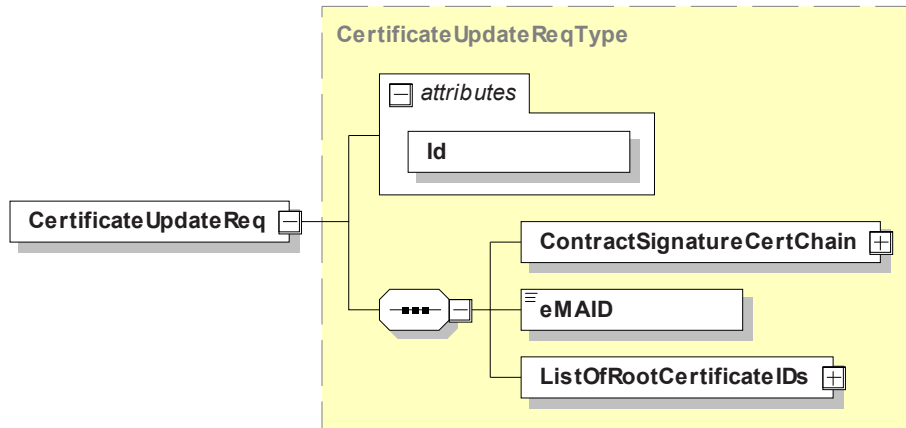 CertificateUpdateReqType
attributes
Id
CertificateUpdateReq
ContractSignatureCertChain
eMAID
ListOfRootCertificateIDs